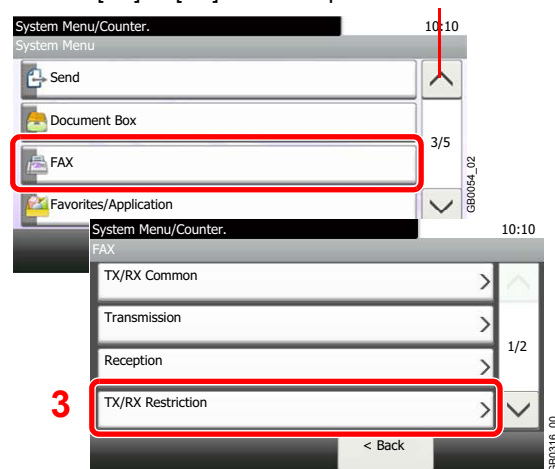 System Menu/Counter.
10:10
System Menu
Send
Document Box
3/5
FAX
Favorites/Application
GB0054_02
System Menu/Counter.
10:10
FAX
TX/RX Common
Transmission
1/2
Reception
3
TX/RX Restriction
< Back
GB0316_00